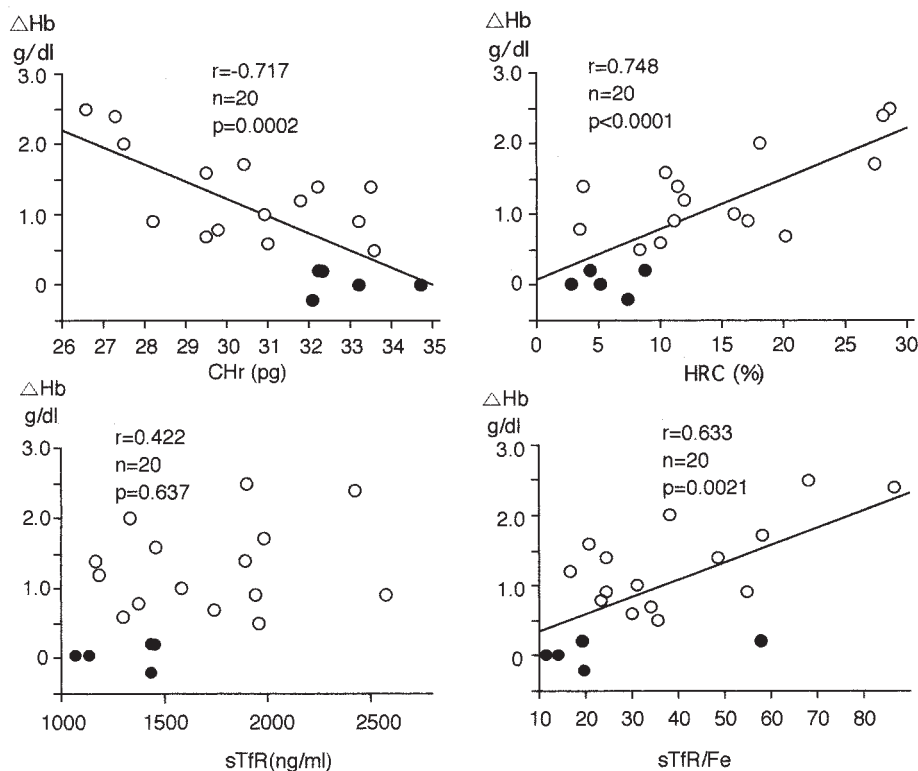 △Hb
g/dl
r=-0.717
n=20
p=0.0002
3.0
2.0
1.0
0
26 27 28 29 30 31 32 33 34 35
CHr (pg)
△Hb
g/dl
r=0.748
n=20
p<0.0001
3.0
2.0
1.0
0
0 5 10 15 20 25 30
HRC (%)
△Hb
g/dl
r=0.422
n=20
p=0.637
3.0
2.0
1.0
0
1000 1500 2000 2500
sTfR(ng/ml)
△Hb
g/dl
r=0.633
n=20
p=0.0021
3.0
2.0
1.0
0
10 20 30 40 50 60 70 80
sTfR/Fe